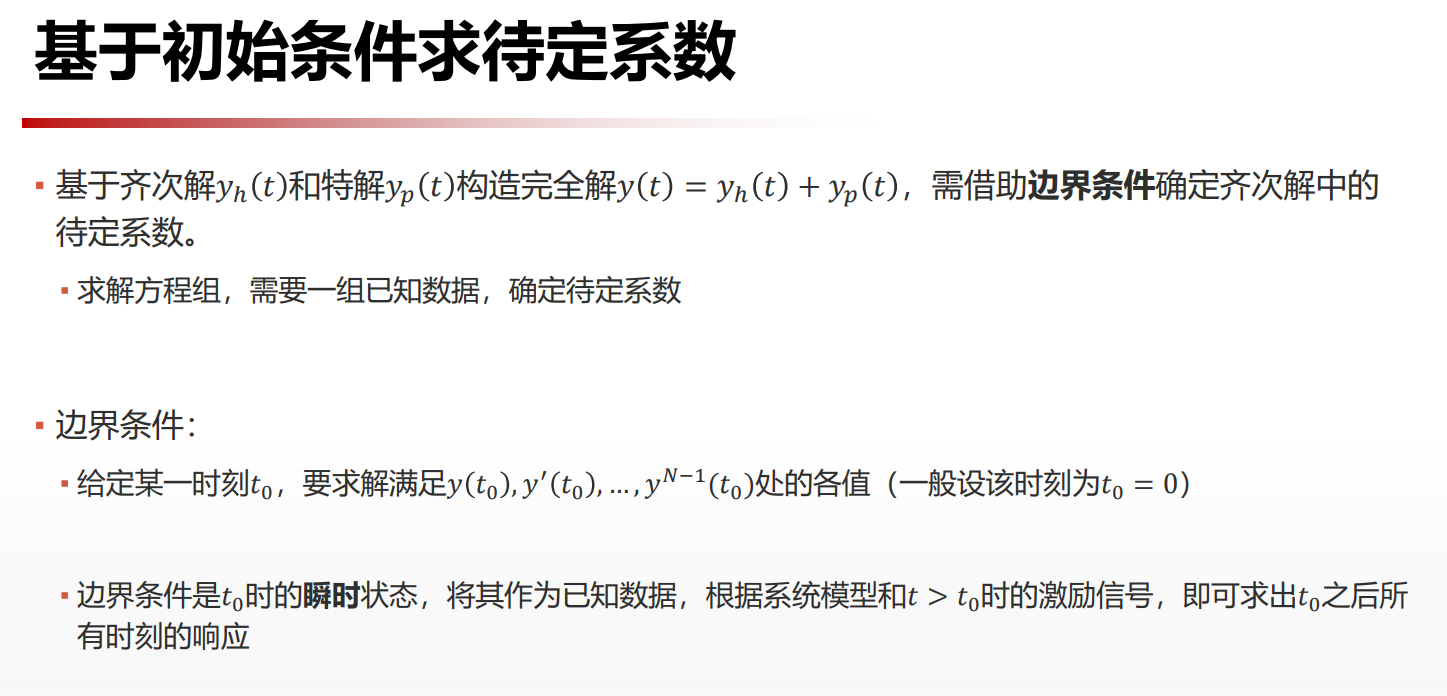 基于初始条件求待定系数
▪ 基于齐次解$y_h(t)$和特解$y_p(t)$构造完全解$y(t) = y_h(t) + y_p(t)$，需借助边界条件确定齐次解中的
待定系数。
▪ 求解方程组，需要一组已知数据，确定待定系数
▪ 边界条件：
▪ 给定某一时刻$t_0$，要求解满足$y(t_0), y'(t_0), \ldots, y^{N-1}(t_0)$处的各值（一般设该时刻为$t_0 = 0$）
▪ 边界条件是$t_0$时的瞬时状态，将其作为已知数据，根据系统模型和$t > t_0$时的激励信号，即可求出$t_0$之后所
有时刻的响应